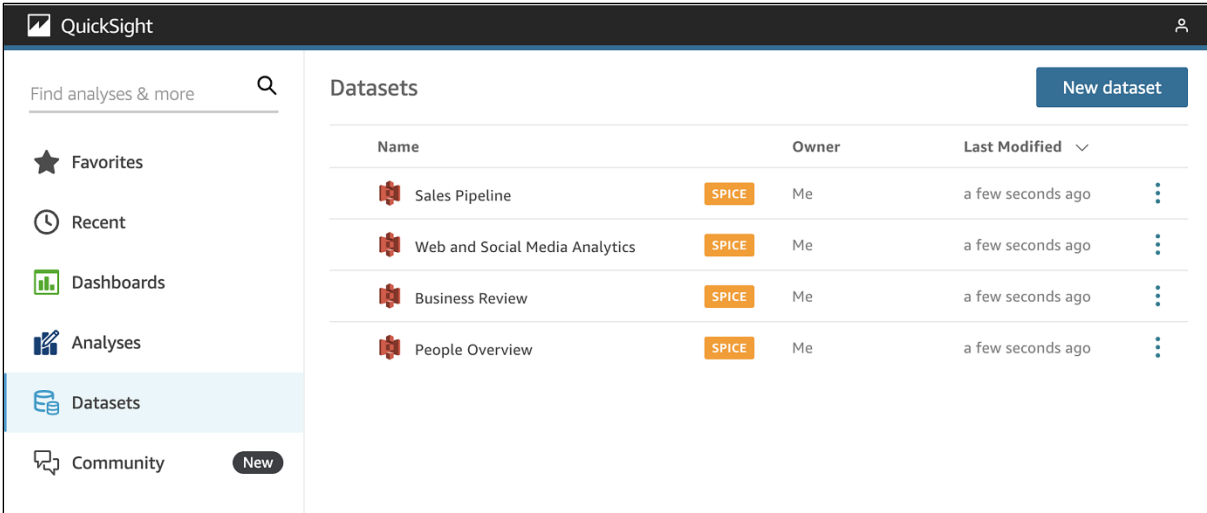 QuickSight
Find analyses & more
Favorites
Recent
Dashboards
Analyses
Datasets
Community New
Datasets New dataset
Name Owner Last Modified
Sales Pipeline SPICE Me a few seconds ago
Web and Social Media Analytics SPICE Me a few seconds ago
Business Review SPICE Me a few seconds ago
People Overview SPICE Me a few seconds ago